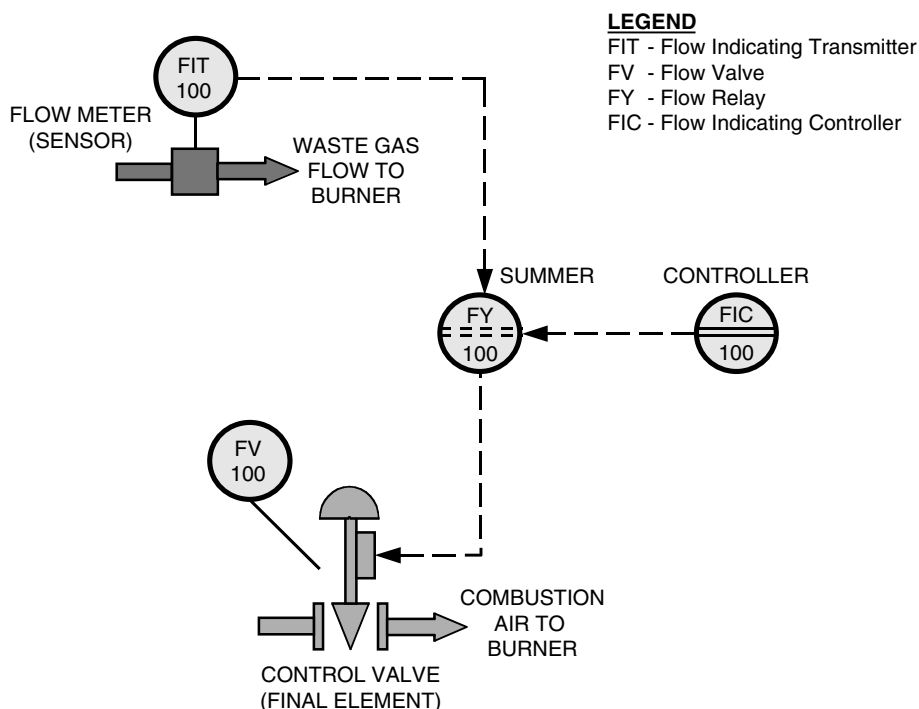 LEGEND
FIT - Flow Indicating Transmitter
FV - Flow Valve
FY - Flow Relay
FIC - Flow Indicating Controller
FIT
100
FLOW METER
(SENSOR)
WASTE GAS
FLOW TO
BURNER
SUMMER
CONTROLLER
FY
100
FIC
100
FV
100
COMBUSTION
AIR TO
BURNER
CONTROL VALVE
(FINAL ELEMENT)